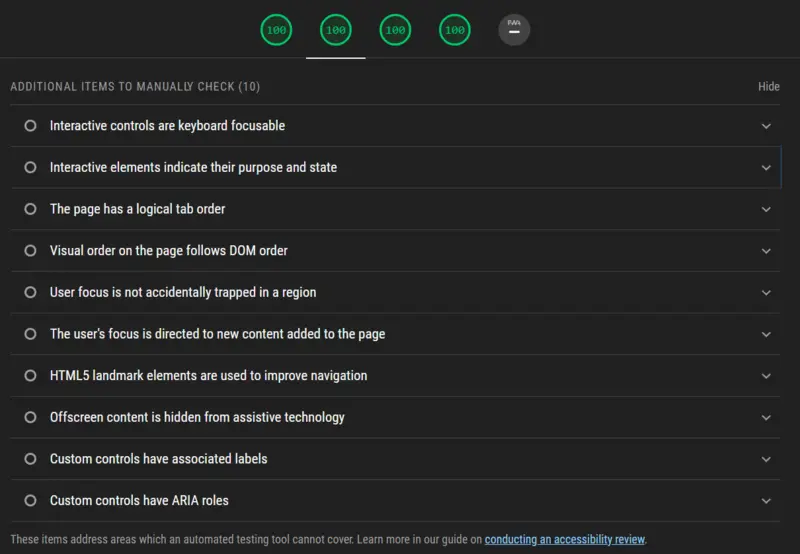 100 100 100 100 PWA
ADDITIONAL ITEMS TO MANUALLY CHECK (10) Hide
Interactive controls are keyboard focusable
Interactive elements indicate their purpose and state
The page has a logical tab order
Visual order on the page follows DOM order
User focus is not accidentally trapped in a region
The user's focus is directed to new content added to the page
HTML5 landmark elements are used to improve navigation
Offscreen content is hidden from assistive technology
Custom controls have associated labels
Custom controls have ARIA roles
These items address areas which an automated testing tool cannot cover. Learn more in our guide on conducting an accessibility review.